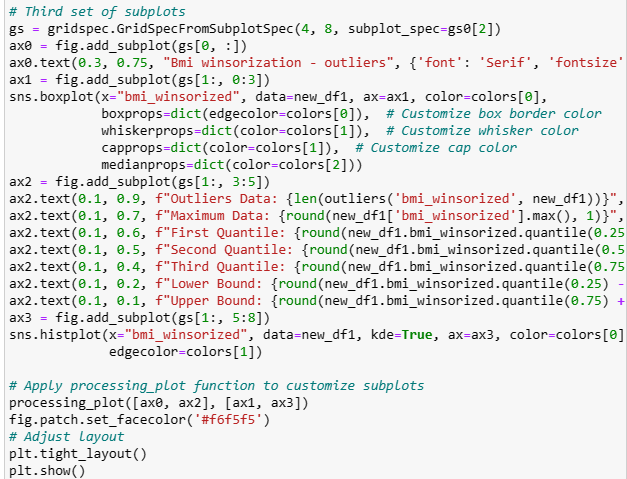 # Third set of subplots
gs = gridspec.GridSpecFromSubplotSpec(4, 8, subplot_spec=gs0[2])
ax0 = fig.add_subplot(gs[0, :])
ax0.text(0.3, 0.75, "Bmi winsorization - outliers", {'font': 'Serif', 'fontsize'
ax1 = fig.add_subplot(gs[1:, 0:3])
sns.boxplot(x="bmi_winsorized", data=new_df1, ax=ax1, color=colors[0],
            boxprops=dict(edgecolor=colors[0]),  # Customize box border color
            whiskerprops=dict(color=colors[1]),  # Customize whisker color
            capprops=dict(color=colors[1]),  # Customize cap color
            medianprops=dict(color=colors[2]))
ax2 = fig.add_subplot(gs[1:, 3:5])
ax2.text(0.1, 0.9, f"Outliers Data: {len(outliers('bmi_winsorized', new_df1))}",
ax2.text(0.1, 0.7, f"Maximum Data: {round(new_df1['bmi_winsorized'].max(), 1)}",
ax2.text(0.1, 0.6, f"First Quantile: {round(new_df1.bmi_winsorized.quantile(0.25
ax2.text(0.1, 0.5, f"Second Quantile: {round(new_df1.bmi_winsorized.quantile(0.5
ax2.text(0.1, 0.4, f"Third Quantile: {round(new_df1.bmi_winsorized.quantile(0.75
ax2.text(0.1, 0.2, f"Lower Bound: {round(new_df1.bmi_winsorized.quantile(0.25) -
ax2.text(0.1, 0.1, f"Upper Bound: {round(new_df1.bmi_winsorized.quantile(0.75) +
ax3 = fig.add_subplot(gs[1:, 5:8])
sns.histplot(x="bmi_winsorized", data=new_df1, kde=True, ax=ax3, color=colors[0]
             edgecolor=colors[1])

# Apply processing_plot function to customize subplots
processing_plot([ax0, ax2], [ax1, ax3])
fig.patch.set_facecolor('#f6f5f5')
# Adjust layout
plt.tight_layout()
plt.show()